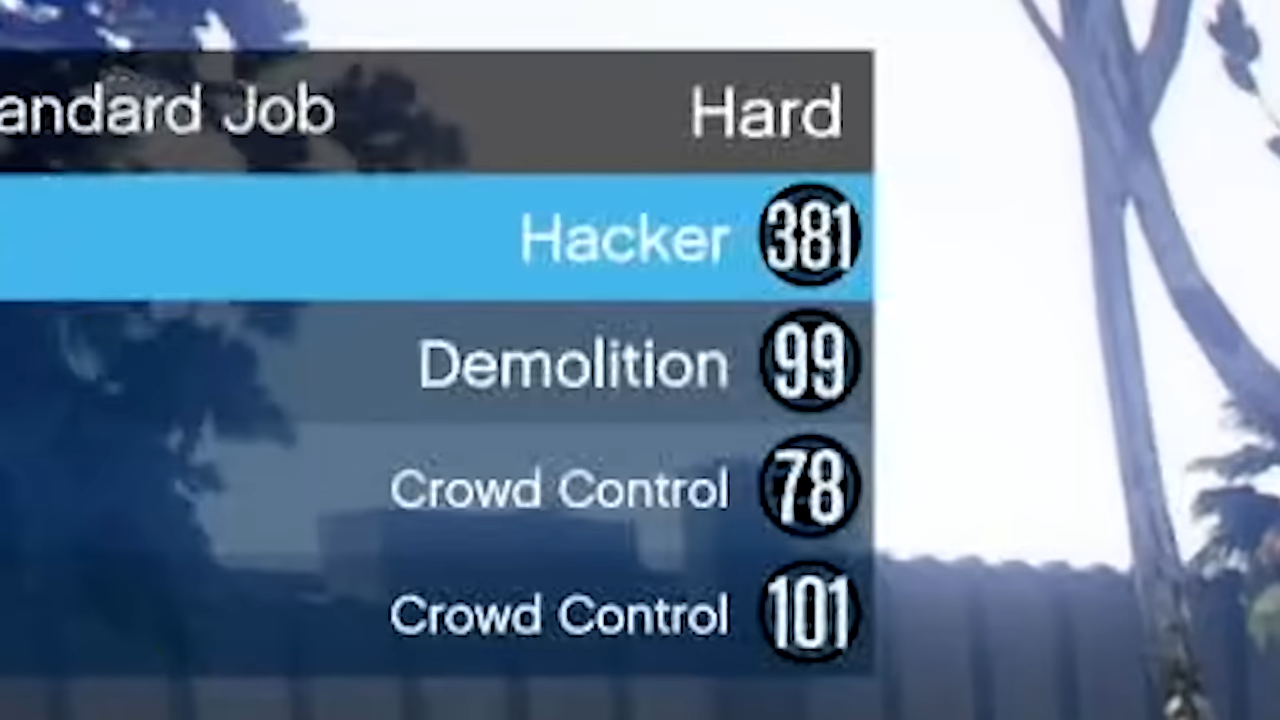 andard Job Hard
Hacker 381
Demolition 99
Crowd Control 78
Crowd Control 101